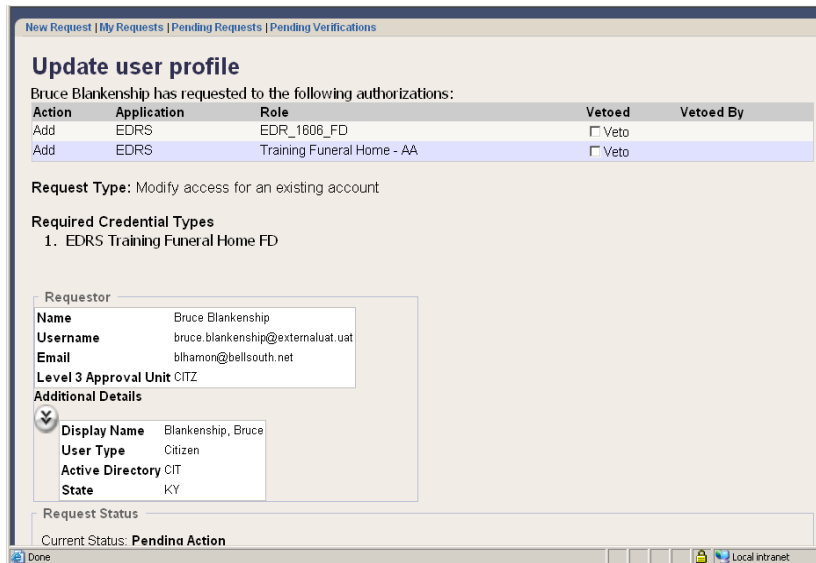 New Request | My Requests | Pending Requests | Pending Verifications
Update user profile
Bruce Blankenship has requested to the following authorizations:
Action Application Role Vetoed Vetoed By
Add EDRS EDR_1606_FD Veto
Add EDRS Training Funeral Home - AA Veto
Request Type: Modify access for an existing account
Required Credential Types
1. EDRS Training Funeral Home FD
Requestor
Name Bruce Blankenship
Username bruce.blankenship@externaluat.uat
Email blhamon@bellsouth.net
Level 3 Approval Unit CITZ
Additional Details
Display Name Blankenship, Bruce
User Type Citizen
Active Directory CIT
State KY
Request Status
Current Status: Pending Action
Done Local intranet